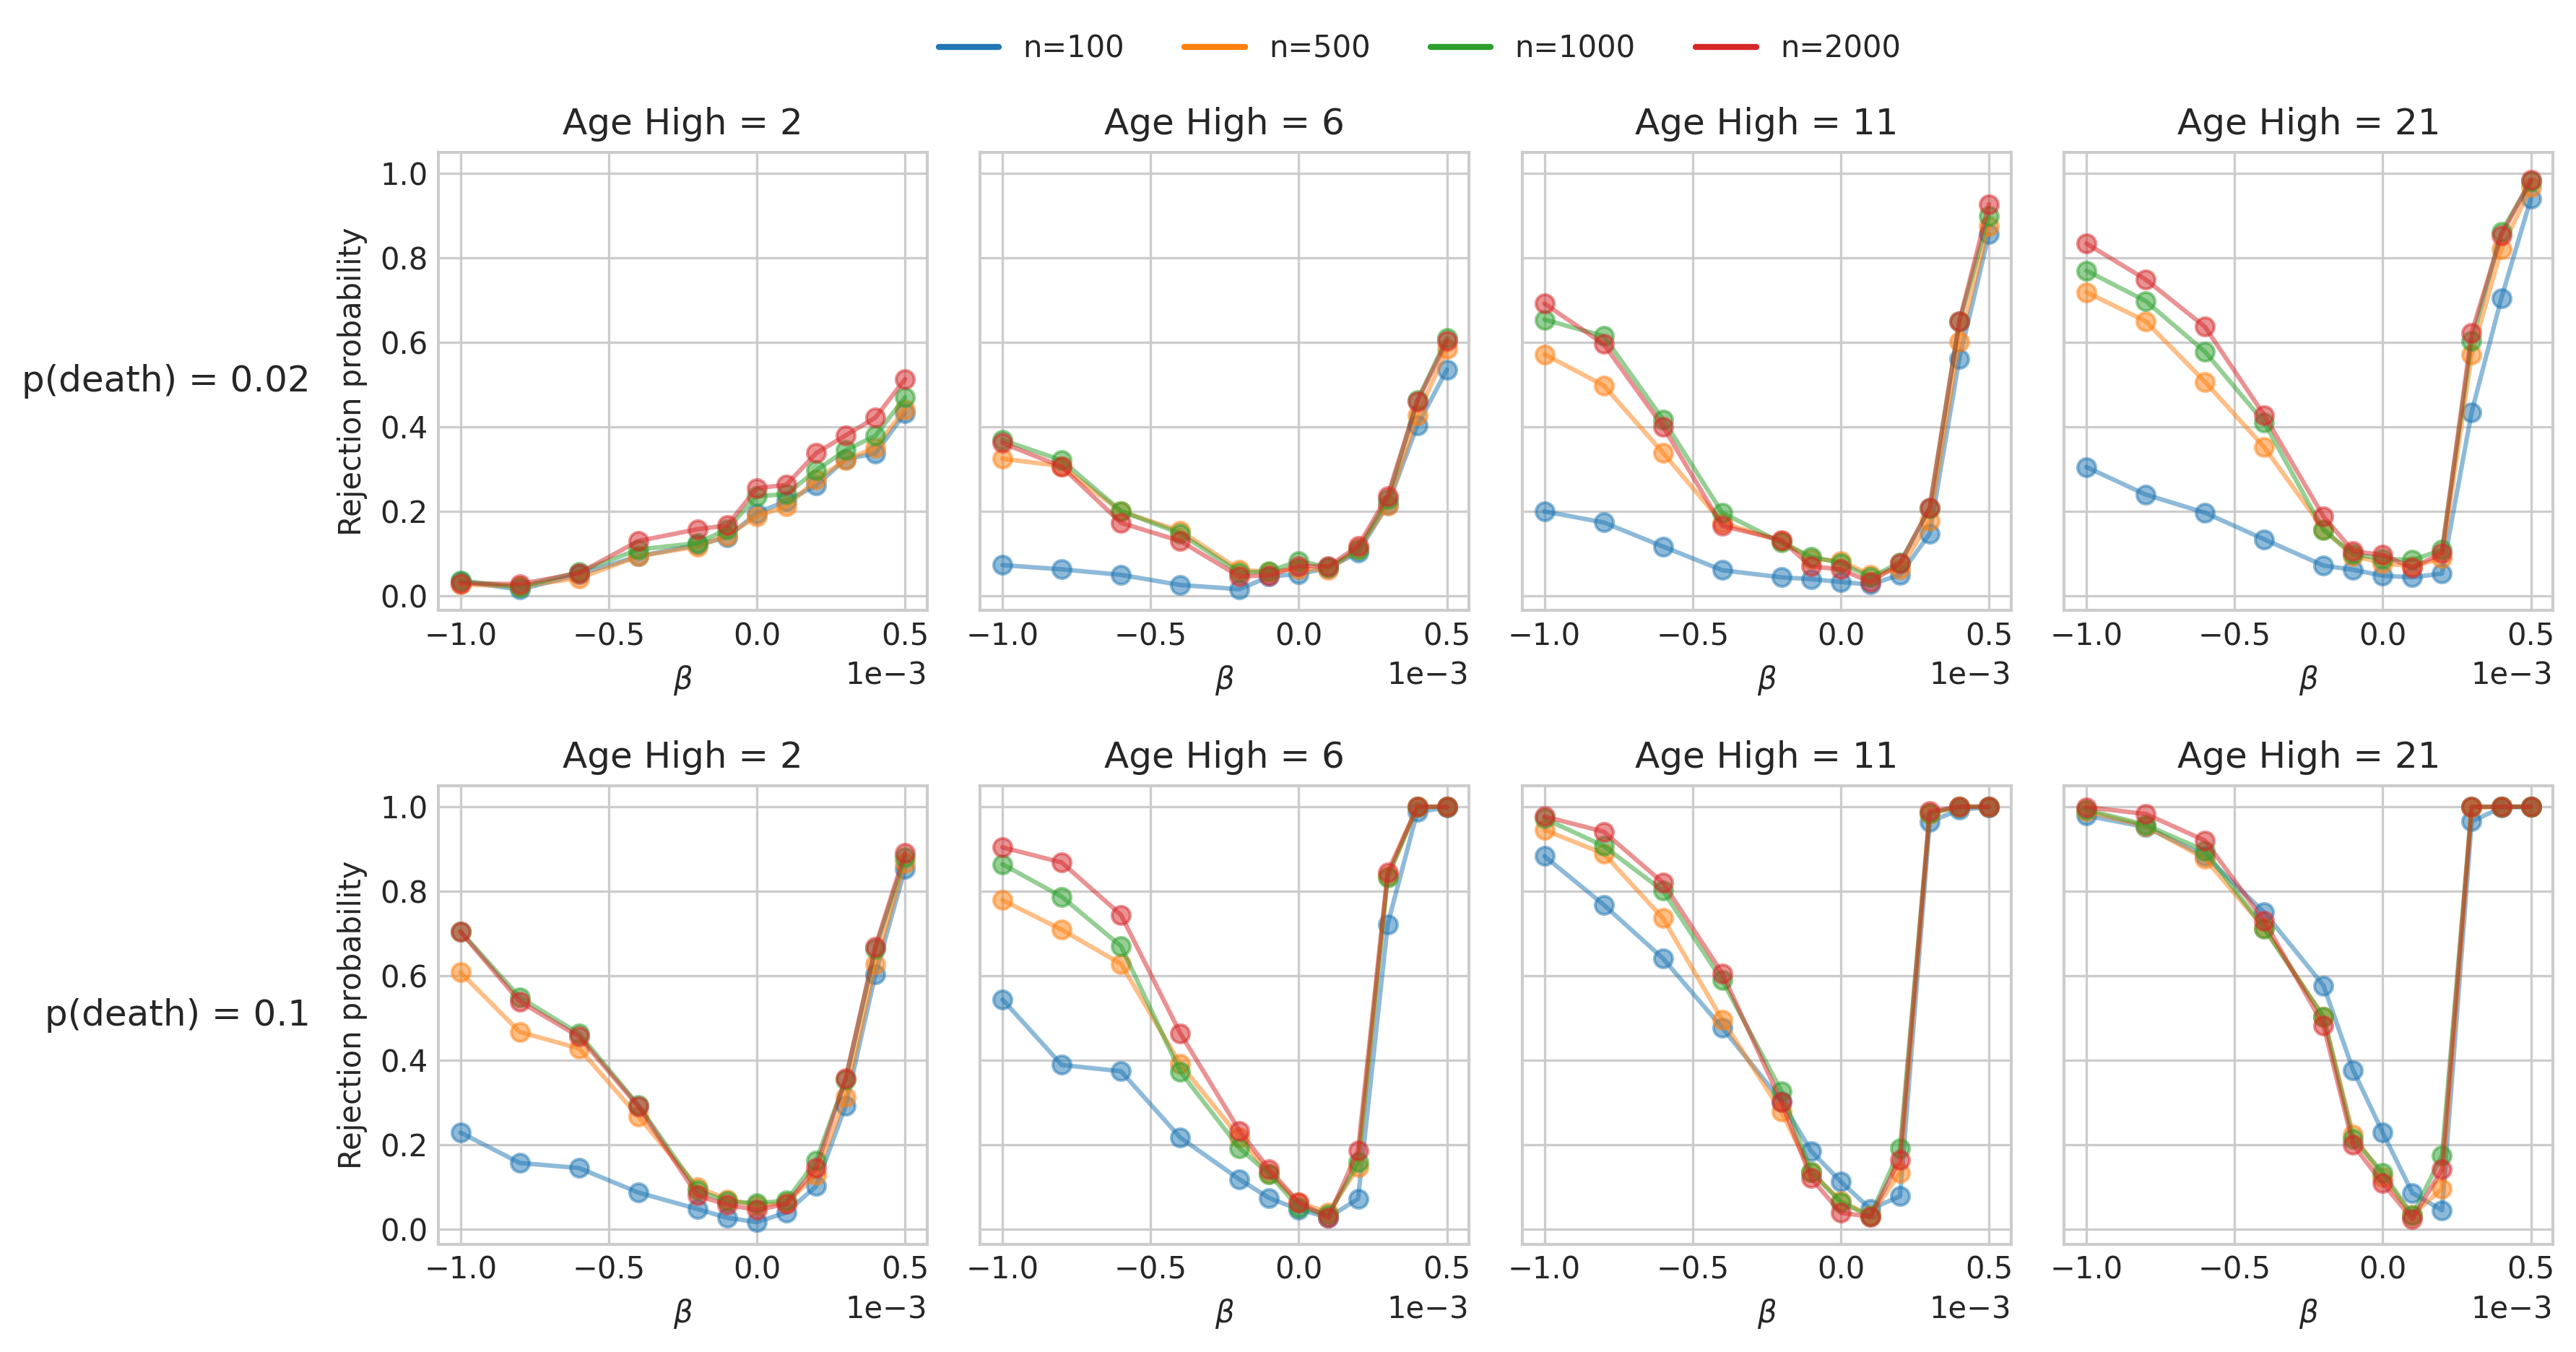 n=100 n=500 n=1000 n=2000
Age High = 2 Age High = 6 Age High = 11 Age High = 21
p(death) = 0.02
Rejection probability
1.0
0.8
0.6
0.4
0.2
0.0
−1.0 −0.5 0.0 0.5 −1.0 −0.5 0.0 0.5 −1.0 −0.5 0.0 0.5 −1.0 −0.5 0.0 0.5
β 1e−3 β 1e−3 β 1e−3 β 1e−3
Age High = 2 Age High = 6 Age High = 11 Age High = 21
p(death) = 0.1
Rejection probability
1.0
0.8
0.6
0.4
0.2
0.0
−1.0 −0.5 0.0 0.5 −1.0 −0.5 0.0 0.5 −1.0 −0.5 0.0 0.5 −1.0 −0.5 0.0 0.5
β 1e−3 β 1e−3 β 1e−3 β 1e−3